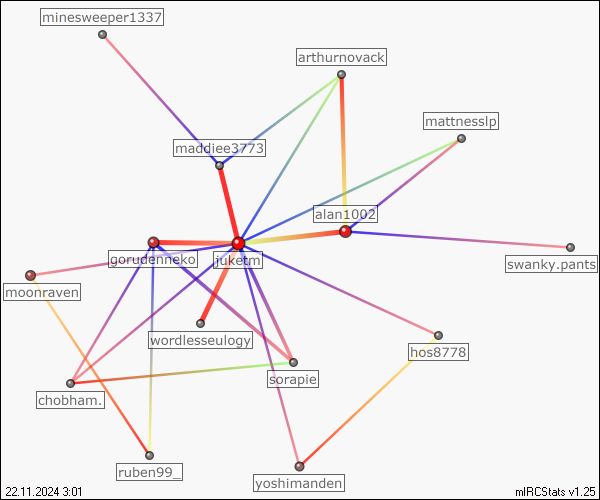 minesweeper1337
arthurnovack
mattnesslp
maddiee3773
alan1002
gorudenneko
juketm
swanky.pants
moonraven
wordlesseulogy
hos8778
sorapie
chobham.
ruben99_
yoshimanden
22.11.2024 3:01
mIRCStats v1.25